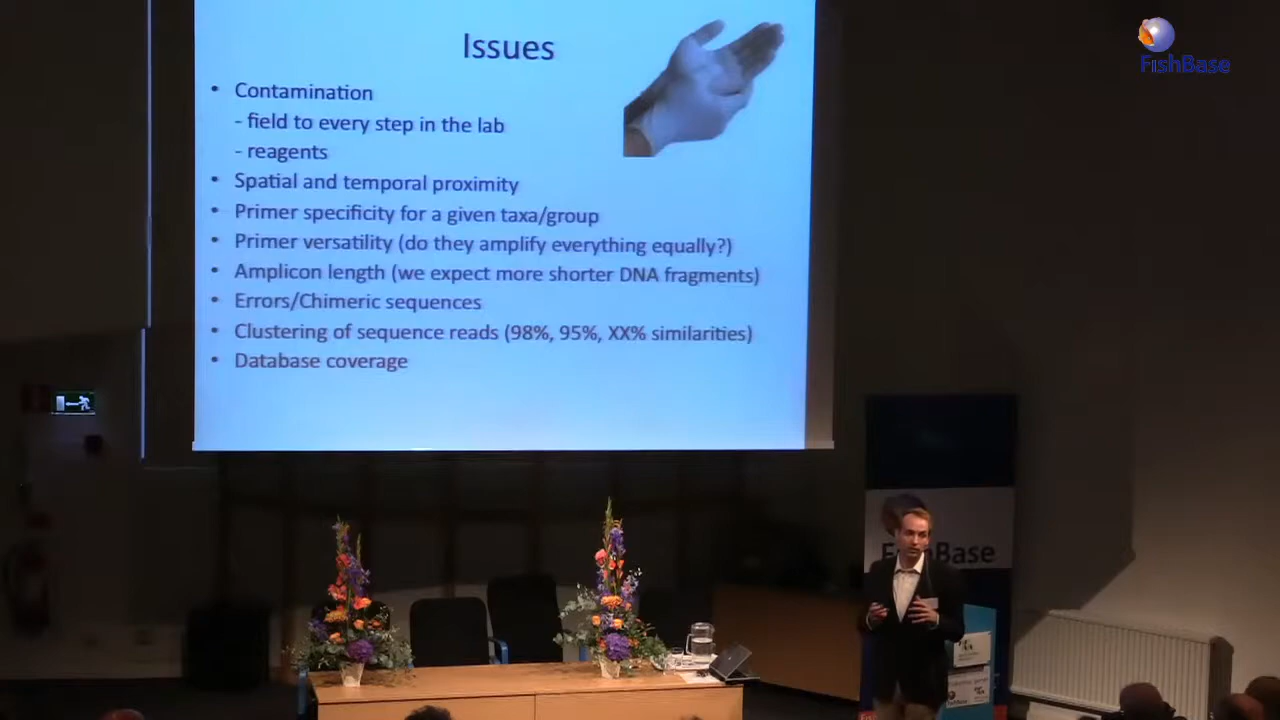 Issues
• Contamination
- field to every step in the lab
- reagents
• Spatial and temporal proximity
• Primer specificity for a given taxa/group
• Primer versatility (do they amplify everything equally?)
• Amplicon length (we expect more shorter DNA fragments)
• Errors/Chimeric sequences
• Clustering of sequence reads (98%, 95%, XX% similarities)
• Database coverage
FishBase
FishBase